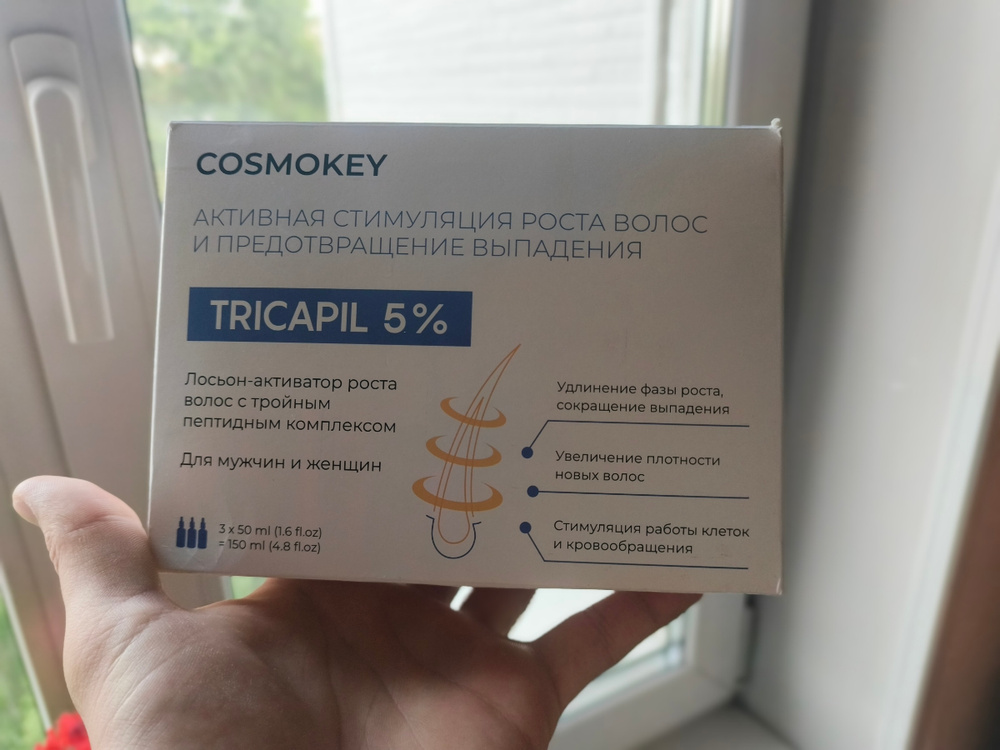 COSMOKEY
АКТИВНАЯ СТИМУЛЯЦИЯ РОСТА ВОЛОС
И ПРЕДОТВРАЩЕНИЕ ВЫПАДЕНИЯ
TRICAPIL 5%
Лосьон-активатор роста
волос с тройным
пептидным комплексом
Для мужчин и женщин
3 x 50 ml (1.6 fl.oz)
= 150 ml (4.8 fl.oz)
Удлинение фазы роста,
сокращение выпадения
Увеличение плотности
новых волос
Стимуляция работы клеток
и кровообращения